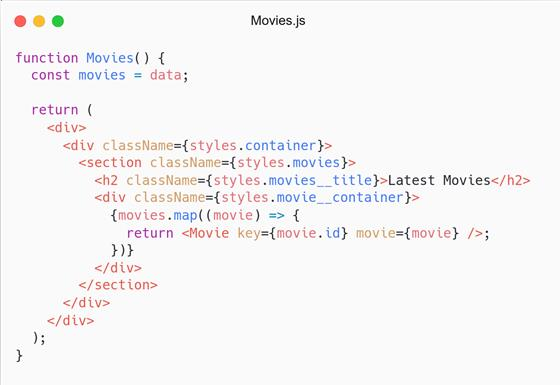 Movies.js
function Movies() {
  const movies = data;

  return (
    <div>
      <div className={styles.container}>
        <section className={styles.movies}>
          <h2 className={styles.movies__title}>Latest Movies</h2>
          <div className={styles.movie__container}>
            {movies.map((movie) => {
              return <Movie key={movie.id} movie={movie} />;
            })}
          </div>
        </section>
      </div>
    </div>
  );
}